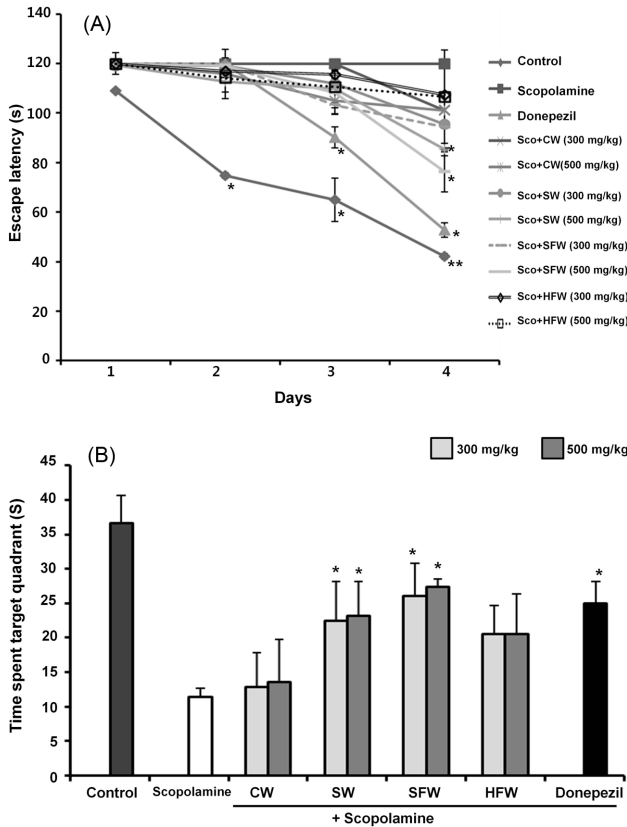 (A)
Escape latency (s)
140
120
100
80
60
40
20
0
1 2 3 4
Days
* * * * * * **
Control
Scopolamine
Donepezil
Sco+CW (300 mg/kg)
Sco+CW(500 mg/kg)
Sco+SW (300 mg/kg)
Sco+SW (500 mg/kg)
Sco+SFW (300 mg/kg)
Sco+SFW (500 mg/kg)
Sco+HFW (300 mg/kg)
Sco+HFW (500 mg/kg)
(B)
300 mg/kg 500 mg/kg
Time spent target quadrant (S)
45
40
35
30
25
20
15
10
5
0
* * * * *
Control Scopolamine CW SW SFW HFW Donepezil
+ Scopolamine